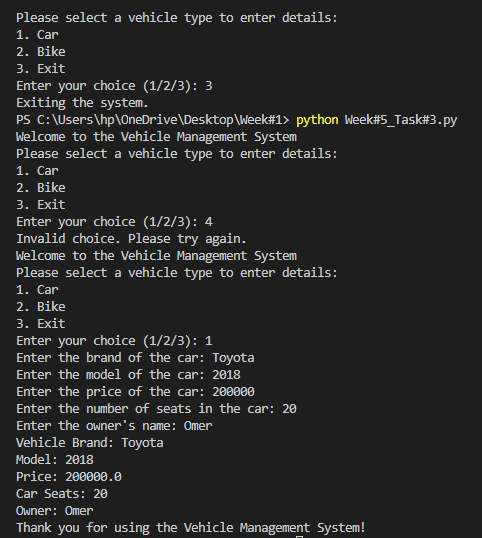 Please select a vehicle type to enter details:
1. Car
2. Bike
3. Exit
Enter your choice (1/2/3): 3
Exiting the system.
PS C:\Users\hp\OneDrive\Desktop\Week#1> python Week#5_Task#3.py
Welcome to the Vehicle Management System
Please select a vehicle type to enter details:
1. Car
2. Bike
3. Exit
Enter your choice (1/2/3): 4
Invalid choice. Please try again.
Welcome to the Vehicle Management System
Please select a vehicle type to enter details:
1. Car
2. Bike
3. Exit
Enter your choice (1/2/3): 1
Enter the brand of the car: Toyota
Enter the model of the car: 2018
Enter the price of the car: 200000
Enter the number of seats in the car: 20
Enter the owner's name: Omer
Vehicle Brand: Toyota
Model: 2018
Price: 200000.0
Car Seats: 20
Owner: Omer
Thank you for using the Vehicle Management System!